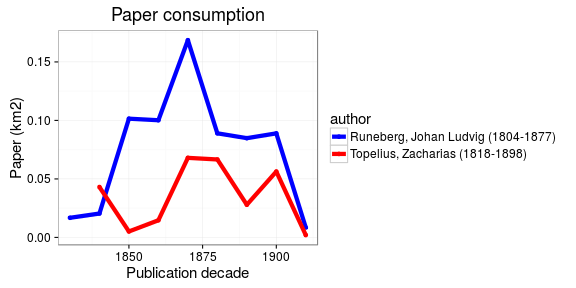 Paper consumption
Paper (km2)
0.15
0.10
0.05
0.00
1850 1875 1900
Publication decade
author
Runeberg, Johan Ludvig (1804-1877)
Topelius, Zacharias (1818-1898)